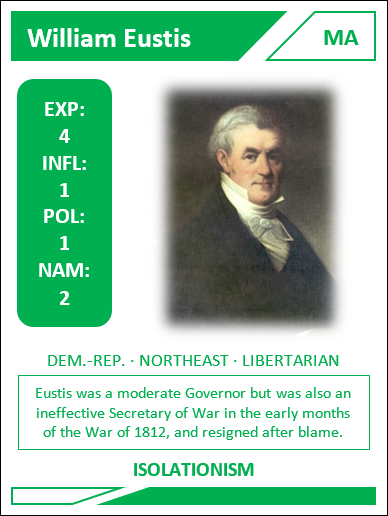 William Eustis
MA
EXP:
4
INFL:
1
POL:
1
NAM:
2
DEM.-REP. · NORTHEAST · LIBERTARIAN
Eustis was a moderate Governor but was also an
ineffective Secretary of War in the early months
of the War of 1812, and resigned after blame.
ISOLATIONISM